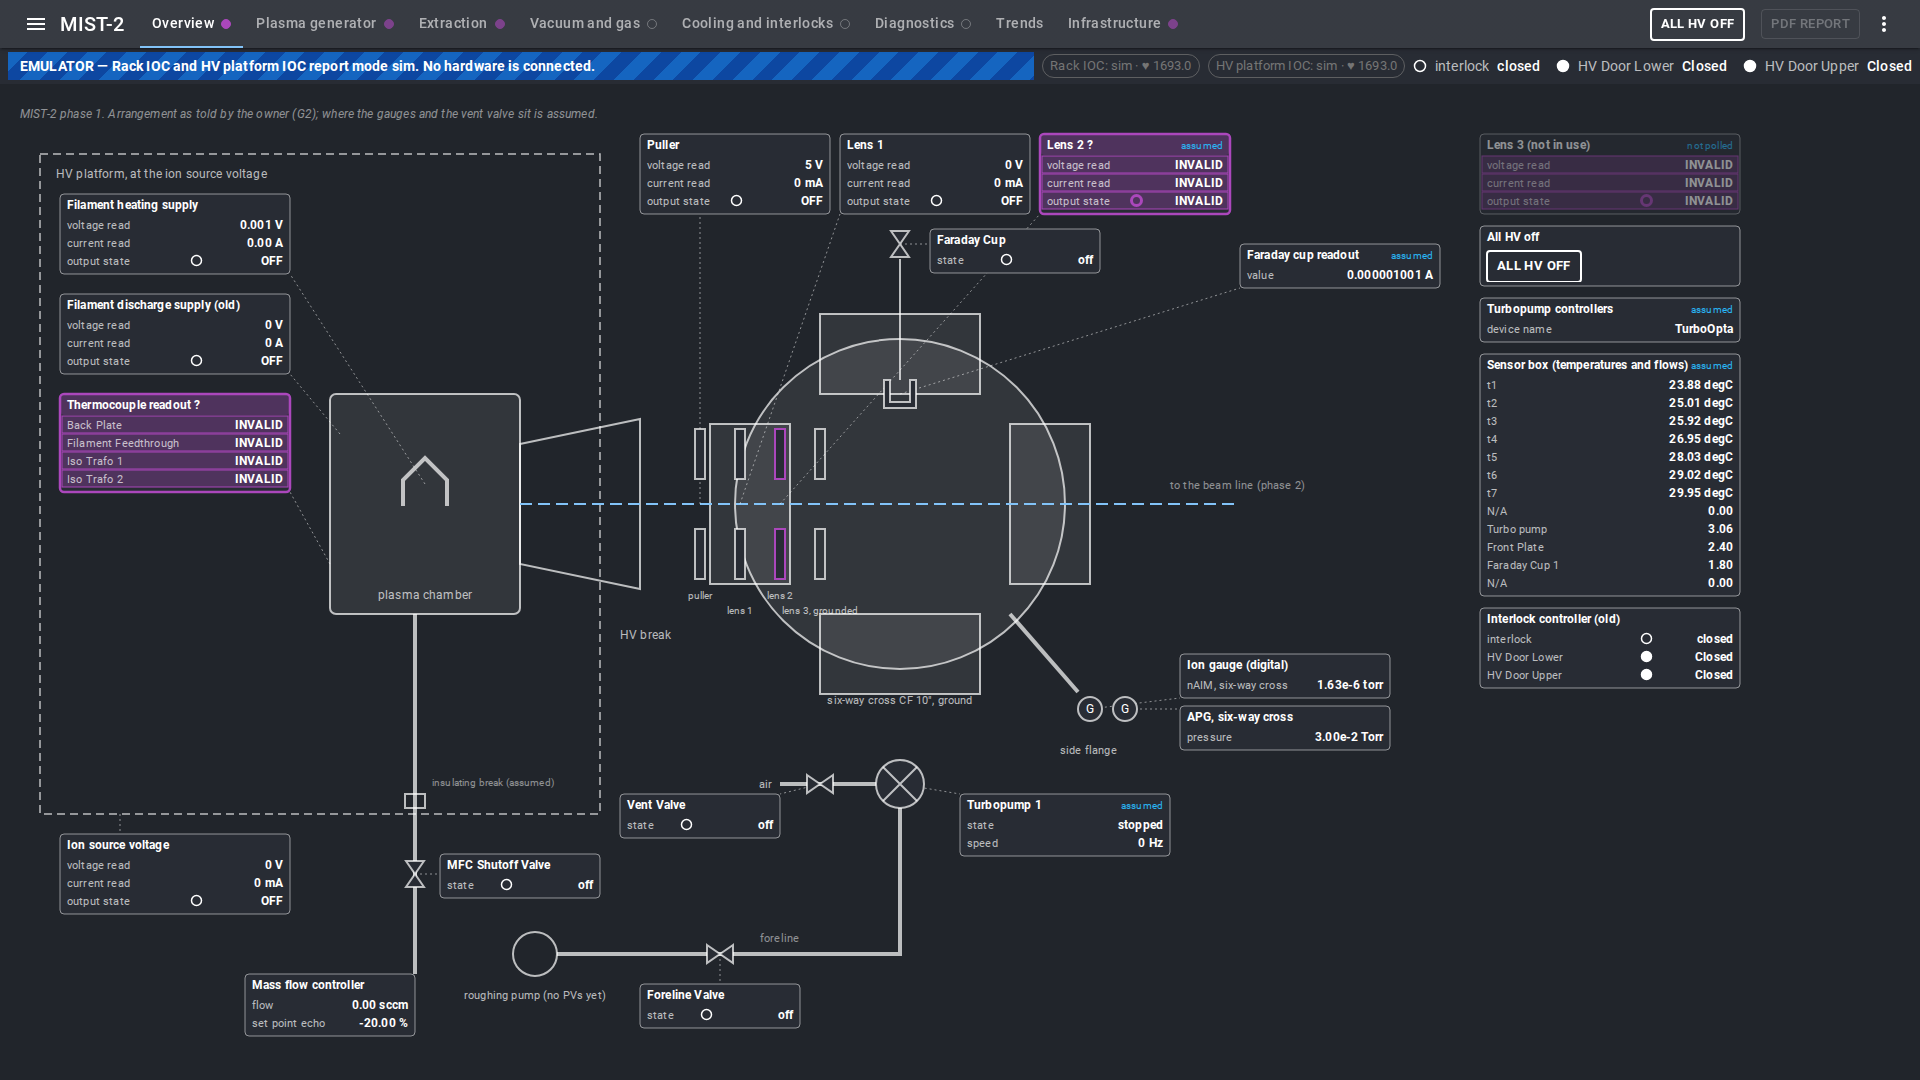 MIST-2 Overview Plasma generator Extraction Vacuum and gas Cooling and interlocks Diagnostics Trends Infrastructure ALL HV OFF PDF REPORT
EMULATOR — Rack IOC and HV platform IOC report mode sim. No hardware is connected. Rack IOC: sim · ♥ 1693.0 HV platform IOC: sim · ♥ 1693.0 interlock closed HV Door Lower Closed HV Door Upper Closed
MIST-2 phase 1. Arrangement as told by the owner (G2); where the gauges and the vent valve sit is assumed.
HV platform, at the ion source voltage
Filament heating supply
voltage read 0.001 V
current read 0.00 A
output state OFF
Filament discharge supply (old)
voltage read 0 V
current read 0 A
output state OFF
Thermocouple readout ?
Back Plate INVALID
Filament Feedthrough INVALID
Iso Trafo 1 INVALID
Iso Trafo 2 INVALID
plasma chamber
insulating break (assumed)
Ion source voltage
voltage read 0 V
current read 0 mA
output state OFF
MFC Shutoff Valve
state off
Mass flow controller
flow 0.00 sccm
set point echo -20.00 %
Puller
voltage read 5 V
current read 0 mA
output state OFF
Lens 1
voltage read 0 V
current read 0 mA
output state OFF
Lens 2 ? assumed
voltage read INVALID
current read INVALID
output state INVALID
Faraday Cup
state off
Faraday cup readout assumed
value 0.000001001 A
to the beam line (phase 2)
puller
lens 2
lens 1
lens 3, grounded
HV break
six-way cross CF 10", ground
G G
side flange
Ion gauge (digital)
nAIM, six-way cross 1.63e-6 torr
APG, six-way cross
pressure 3.00e-2 Torr
air
Vent Valve
state off
Turbopump 1 assumed
state stopped
speed 0 Hz
foreline
roughing pump (no PVs yet)
Foreline Valve
state off
Lens 3 (not in use) not polled
voltage read INVALID
current read INVALID
output state INVALID
All HV off
ALL HV OFF
Turbopump controllers assumed
device name TurboOpta
Sensor box (temperatures and flows) assumed
t1 23.88 degC
t2 25.01 degC
t3 25.92 degC
t4 26.95 degC
t5 28.03 degC
t6 29.02 degC
t7 29.95 degC
N/A 0.00
Turbo pump 3.06
Front Plate 2.40
Faraday Cup 1 1.80
N/A 0.00
Interlock controller (old)
interlock closed
HV Door Lower Closed
HV Door Upper Closed